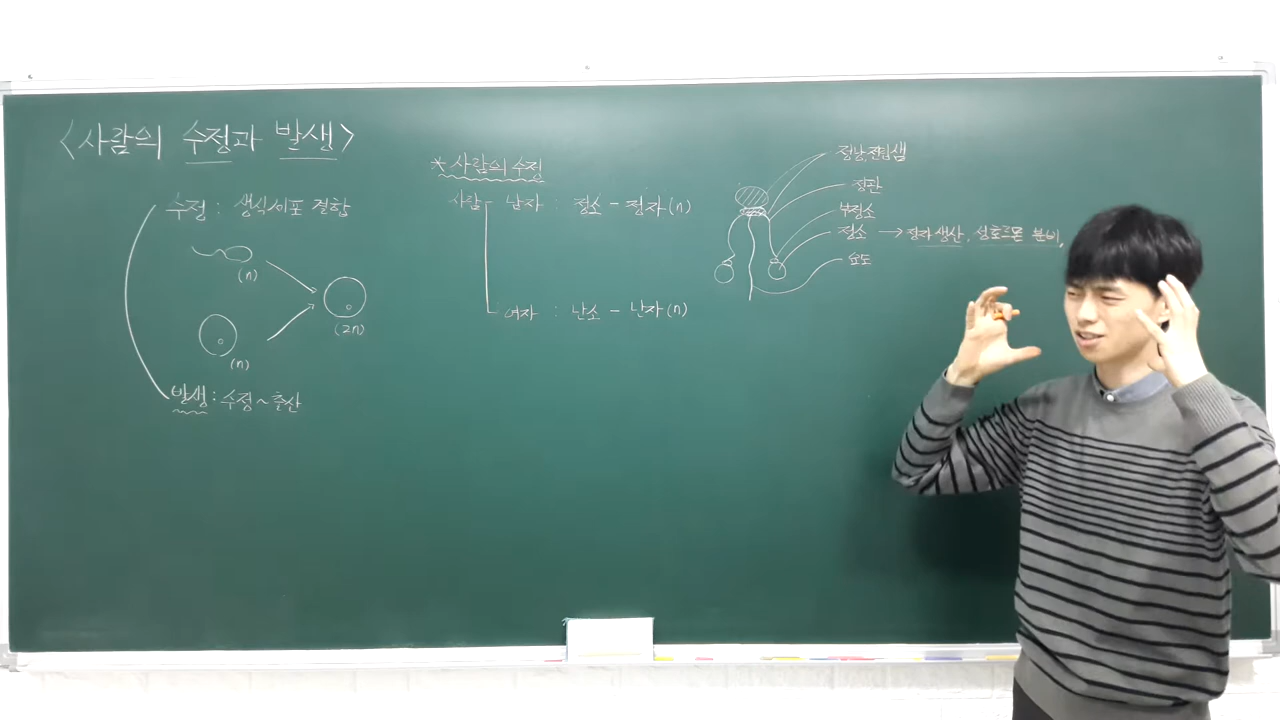 <사람의 수정과 발생>
수정 : 생식세포 결합
(n)
(2n)
(n)
발생 : 수정~출산
*사람의 수정
사람 남자 : 정소 - 정자(n)
여자 : 난소 - 난자(n)
정낭, 전립샘
정관
부정소
정소 → 정자 생산, 성호르몬 분비,
요도